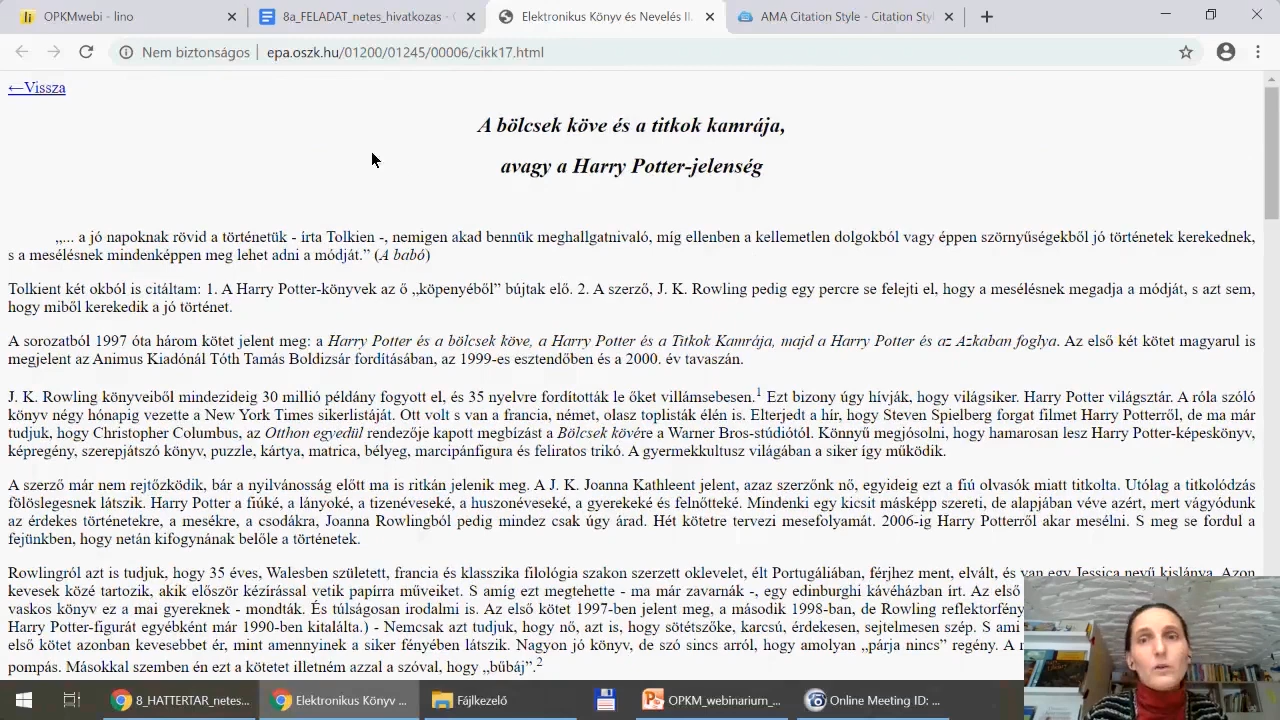 OPKMwebi - lino
8a_FELADAT_netes_hivatkozas -
Elektronikus Könyv és Nevelés II.
AMA Citation Style - Citation Sty
Nem biztonságos | epa.oszk.hu/01200/01245/00006/cikk17.html
←Vissza
A bölcsek köve és a titkok kamrája,
avagy a Harry Potter-jelenség
„... a jó napoknak rövid a történetük - írta Tolkien -, nemigen akad bennük meghallgatnivaló, míg ellenben a kellemetlen dolgokból vagy éppen szörnyűségekből jó történetek kerekednek,
s a mesélésnek mindenképpen meg lehet adni a módját.” (A babó)
Tolkient két okból is citáltam: 1. A Harry Potter-könyvek az ő „köpenyéből” bújtak elő. 2. A szerző, J. K. Rowling pedig egy percre se felejti el, hogy a mesélésnek megadja a módját, s azt sem,
hogy miből kerekedik a jó történet.
A sorozatból 1997 óta három kötet jelent meg: a Harry Potter és a bölcsek köve, a Harry Potter és a Titkok Kamrája, majd a Harry Potter és az Azkaban foglya. Az első két kötet magyarul is
megjelent az Animus Kiadónál Tóth Tamás Boldizsár fordításában, az 1999-es esztendőben és a 2000. év tavaszán.
J. K. Rowling könyveiből mindezideig 30 millió példány fogyott el, és 35 nyelvre fordították le őket villámsebesen.1 Ezt bizony úgy hívják, hogy világsiker. Harry Potter világsztár. A róla szóló
könyv négy hónapig vezette a New York Times sikerlistáját. Ott volt s van a francia, német, olasz toplisták élén is. Elterjedt a hír, hogy Steven Spielberg forgat filmet Harry Potterről, de ma már
tudjuk, hogy Christopher Columbus, az Otthon egyedül rendezője kapott megbízást a Bölcsek kövére a Warner Bros-stúdiótól. Könnyű megjósolni, hogy hamarosan lesz Harry Potter-képeskönyv,
képregény, szerepjátszó könyv, puzzle, kártya, matrica, bélyeg, marcipánfigura és feliratos trikó. A gyermekkultusz világában a siker így működik.
A szerző már nem rejtőzködik, bár a nyilvánosság előtt ma is ritkán jelenik meg. A J. K. Joanna Kathleent jelent, azaz szerzőnk nő, egyideig ezt a fiú olvasók miatt titkolta. Utólag a titkolódzás
fölöslegesnek látszik. Harry Potter a fiúké, a lányoké, a tizenéveseké, a huszonéveseké, a gyerekeké és felnőtteké. Mindenki egy kicsit másképp szereti, de alapjában véve azért, mert vágyódunk
az érdekes történetekre, a mesékre, a csodákra, Joanna Rowlingból pedig mindez csak úgy árad. Hét kötetre tervezi mesefolyamát. 2006-ig Harry Potterről akar mesélni. S meg se fordul a
fejünkben, hogy netán kifogynának belőle a történetek.
Rowlingról azt is tudjuk, hogy 35 éves, Walesben született, francia és klasszika filológia szakon szerzett oklevelet, élt Portugáliában, férjhez ment, elvált, és van egy Jessica nevű kislánya. Azon
kevesek közé tartozik, akik először kézírással vetik papírra műveiket. S amíg ezt megtehette - ma már zavarnák -, egy edinburghi kávéházban írt. Az első
vaskos könyv ez a mai gyereknek - mondták. És túlságosan irodalmi is. Az első kötet 1997-ben jelent meg, a második 1998-ban, de Rowling reflektorfény
Harry Potter-figurát egyébként már 1990-ben kitalálta.) - Nemcsak azt tudjuk, hogy nő, azt is, hogy sötétszőke, karcsú, érdekesen, sejtelmesen szép. S ami
első kötet azonban kevesebbet ér, mint amennyinek a siker fényében látszik. Nagyon jó könyv, de szó sincs arról, hogy amolyan „párja nincs” regény. A
pompás. Másokkal szemben én ezt a kötetet illetném azzal a szóval, hogy „bűbáj”.2
8_HATTERTAR_netes...
Elektronikus Könyv ...
Fájlkezelő
OPKM_webinarium_...
Online Meeting ID: ...